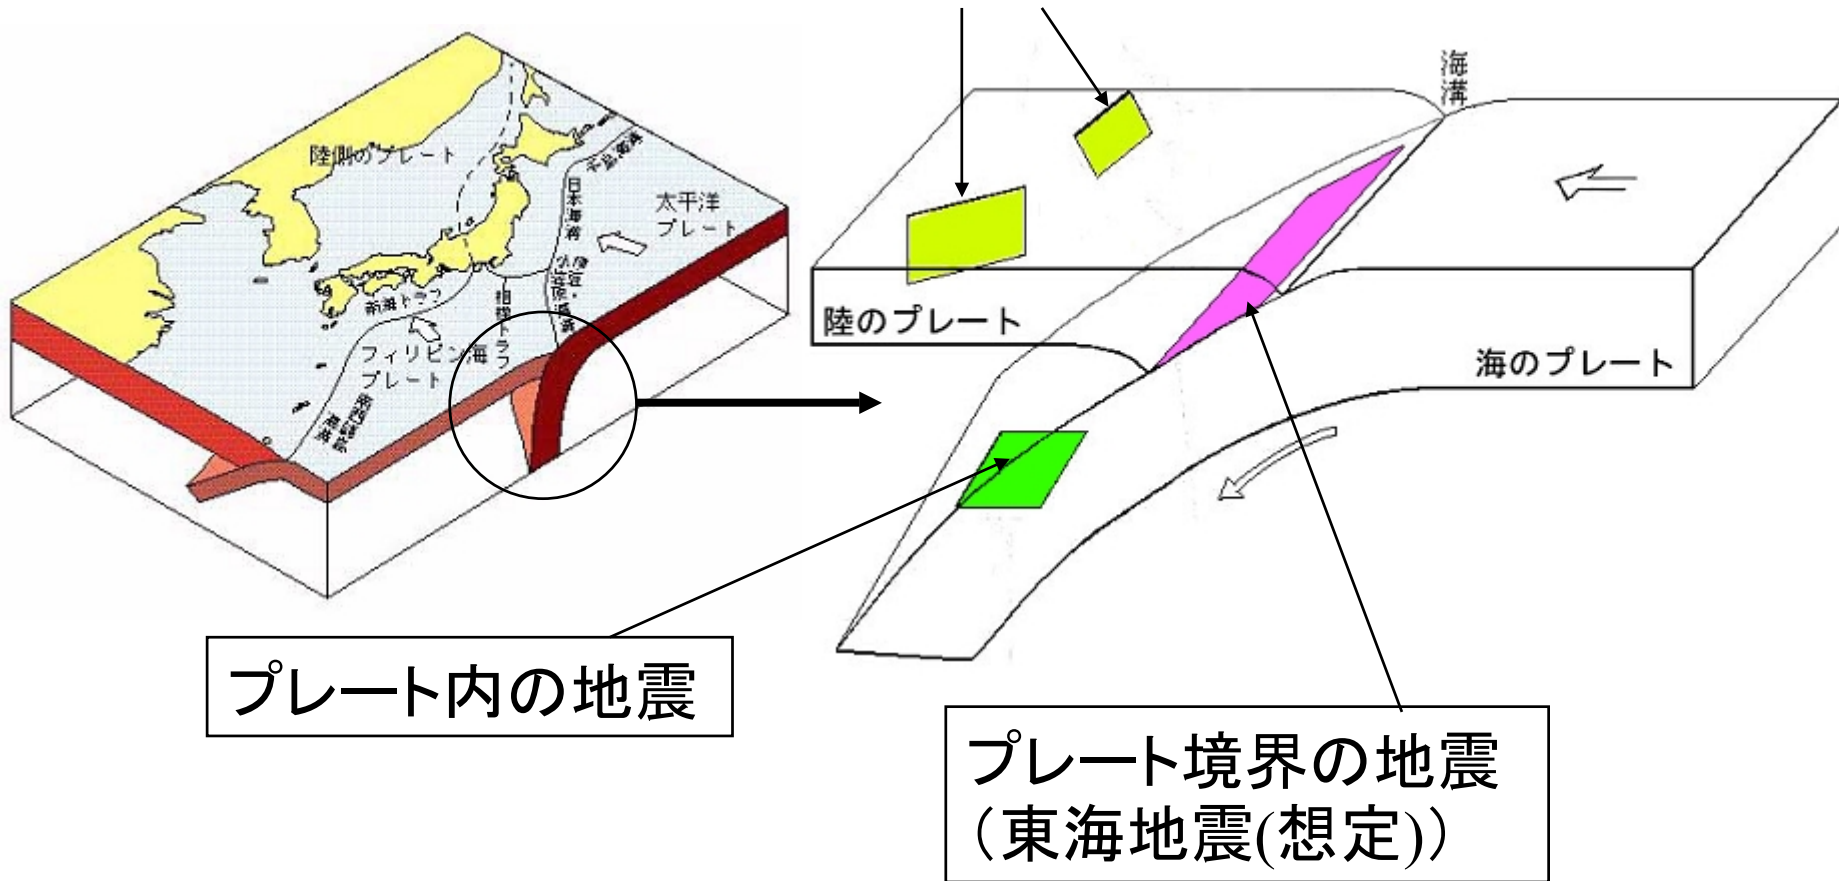 陸側のプレート
千島海溝
日本海溝
太平洋
プレート
伊豆・
小笠原海溝
相模トラフ
南海トラフ
フィリピン海
プレート
南西諸島
海溝
海溝
陸のプレート
海のプレート
プレート内の地震
プレート境界の地震
（東海地震(想定)）